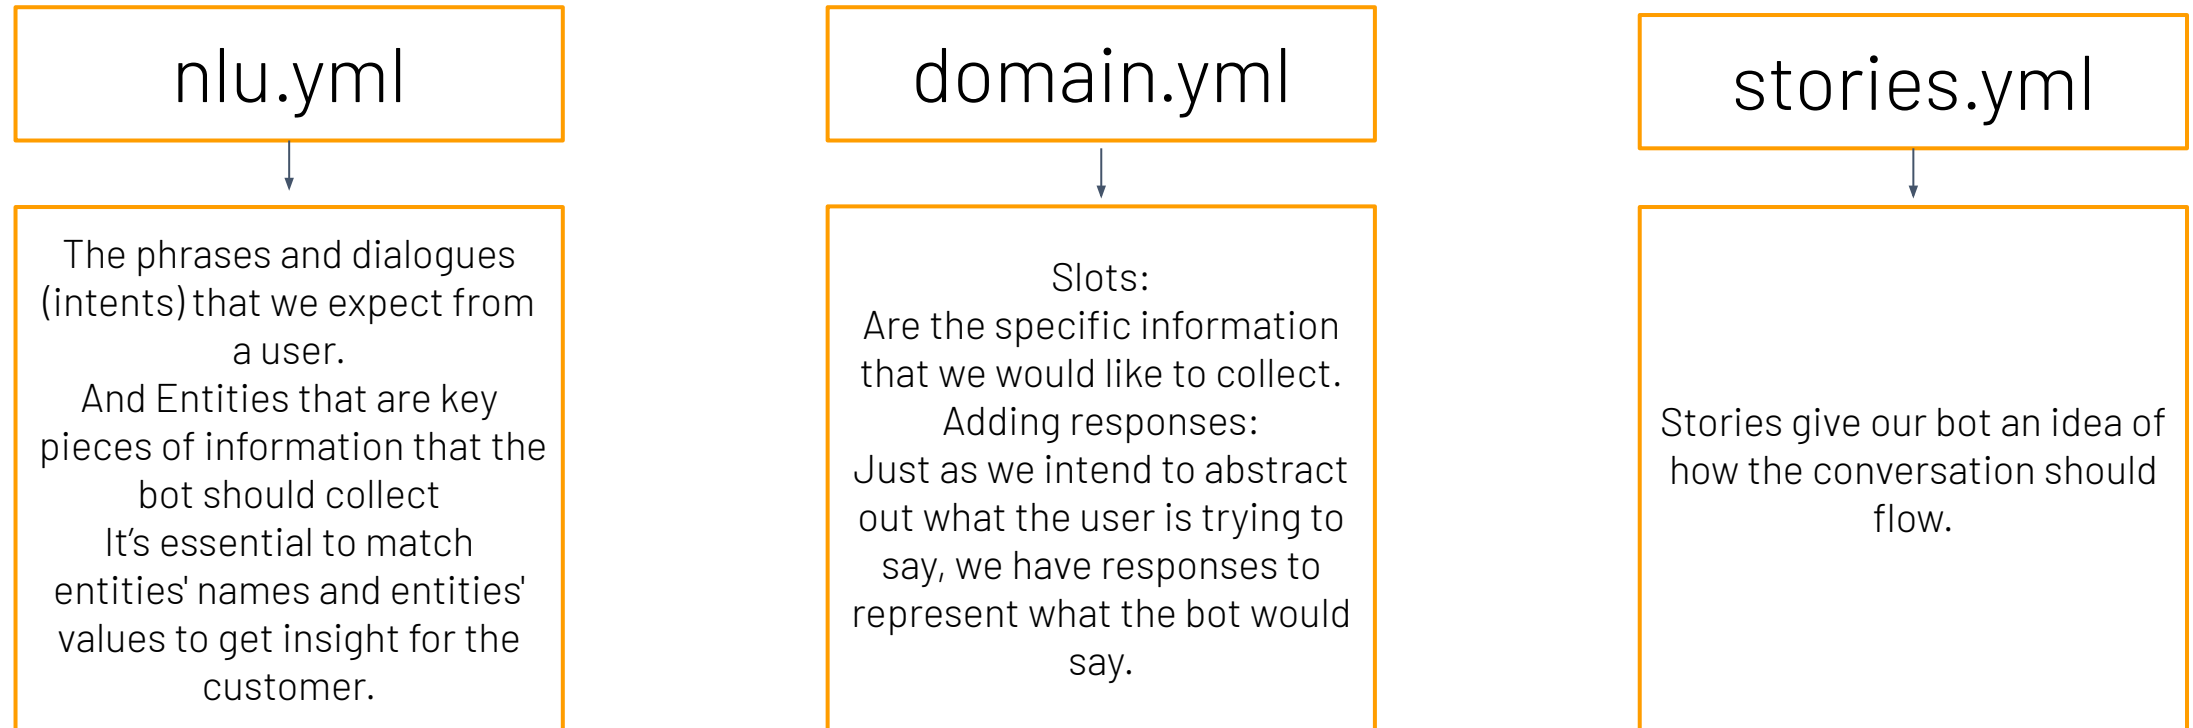 nlu.yml
The phrases and dialogues
(intents) that we expect from
a user.
And Entities that are key
pieces of information that the
bot should collect
It’s essential to match
entities' names and entities'
values to get insight for the
customer.
domain.yml
Slots:
Are the specific information
that we would like to collect.
Adding responses:
Just as we intend to abstract
out what the user is trying to
say, we have responses to
represent what the bot would
say.
stories.yml
Stories give our bot an idea of
how the conversation should
flow.